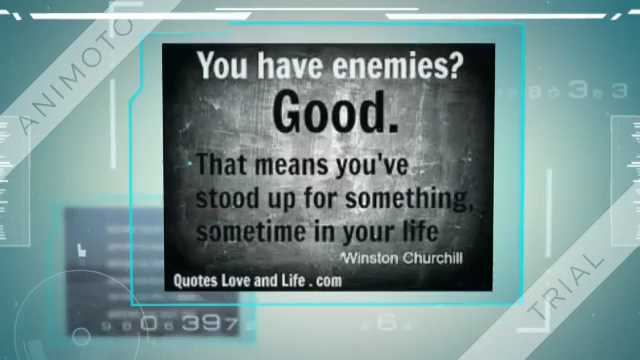 ANIMOTO
You have enemies?
Good.
That means you've
stood up for something,
sometime in your life
Winston Churchill
Quotes Love and Life . com
TRIAL